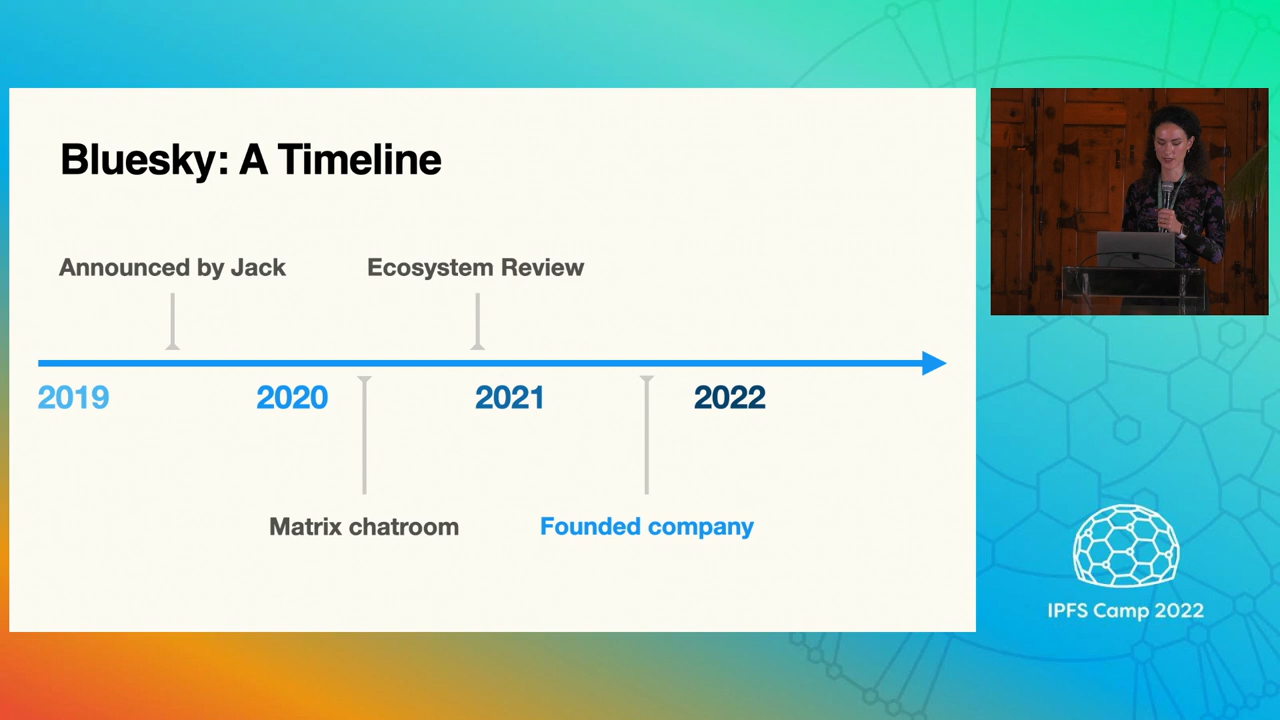 Bluesky: A Timeline
Announced by Jack
Ecosystem Review
2019
2020
2021
2022
Matrix chatroom
Founded company
IPFS Camp 2022